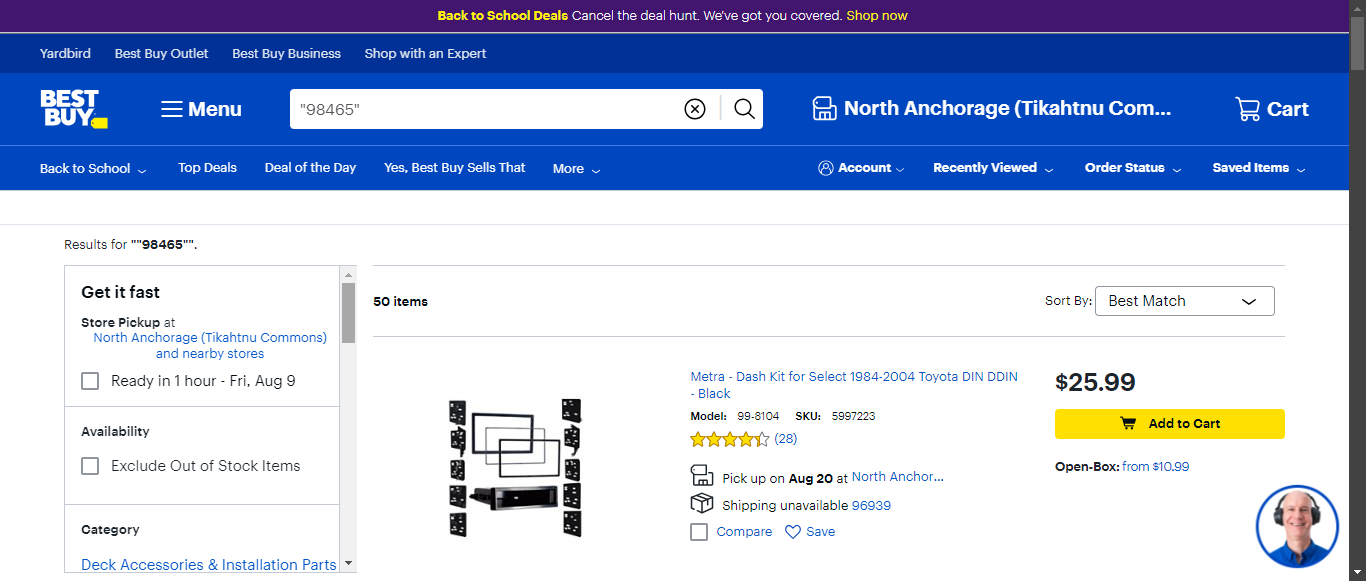 Back to School Deals Cancel the deal hunt. We've got you covered. Shop now
Yardbird Best Buy Outlet Best Buy Business Shop with an Expert
BEST BUY
Menu
"98465"
North Anchorage (Tikahtnu Com...
Cart
Back to School Top Deals Deal of the Day Yes, Best Buy Sells That More Account Recently Viewed Order Status Saved Items
Results for ""98465"".
Get it fast
Store Pickup at
North Anchorage (Tikahtnu Commons)
and nearby stores
Ready in 1 hour - Fri, Aug 9
Availability
Exclude Out of Stock Items
Category
Deck Accessories & Installation Parts
50 items
Sort By: Best Match
Metra - Dash Kit for Select 1984-2004 Toyota DIN DDIN
- Black
Model: 99-8104 SKU: 5997223
(28)
Pick up on Aug 20 at North Anchor...
Shipping unavailable 96939
Compare Save
$25.99
Add to Cart
Open-Box: from $10.99